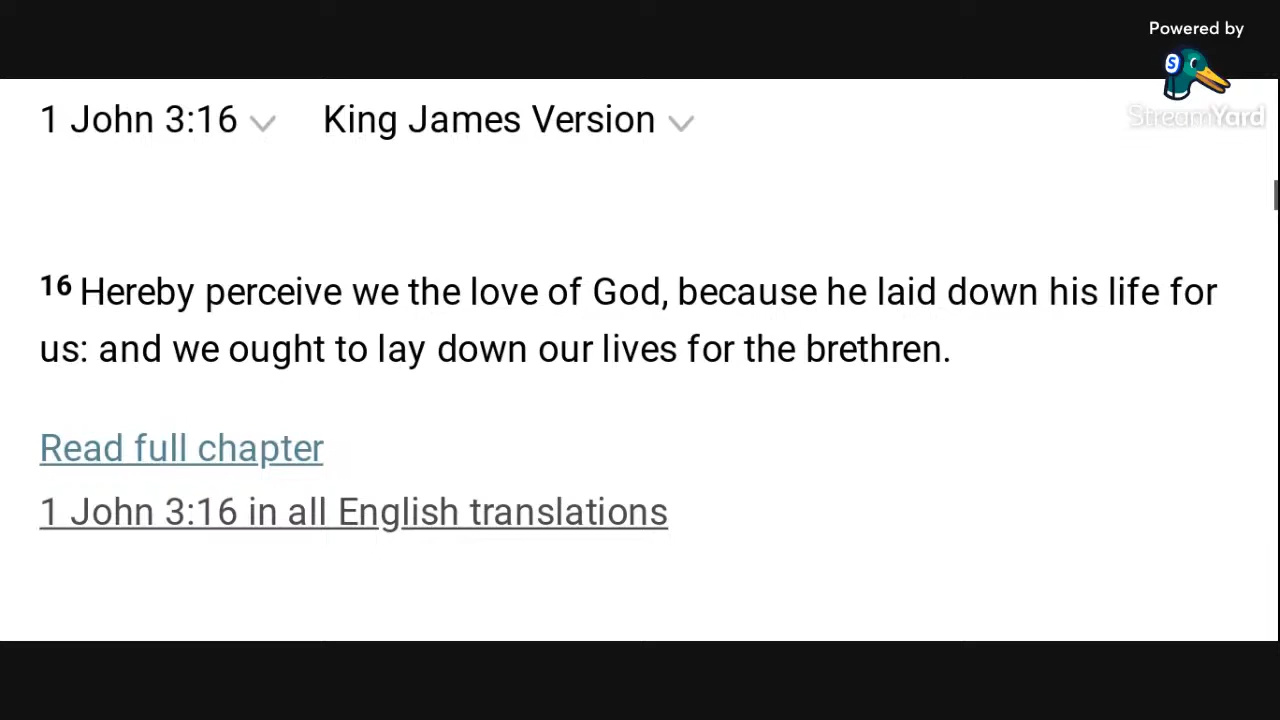 Powered by
S
StreamYard
1 John 3:16 King James Version
16 Hereby perceive we the love of God, because he laid down his life for
us: and we ought to lay down our lives for the brethren.
Read full chapter
1 John 3:16 in all English translations